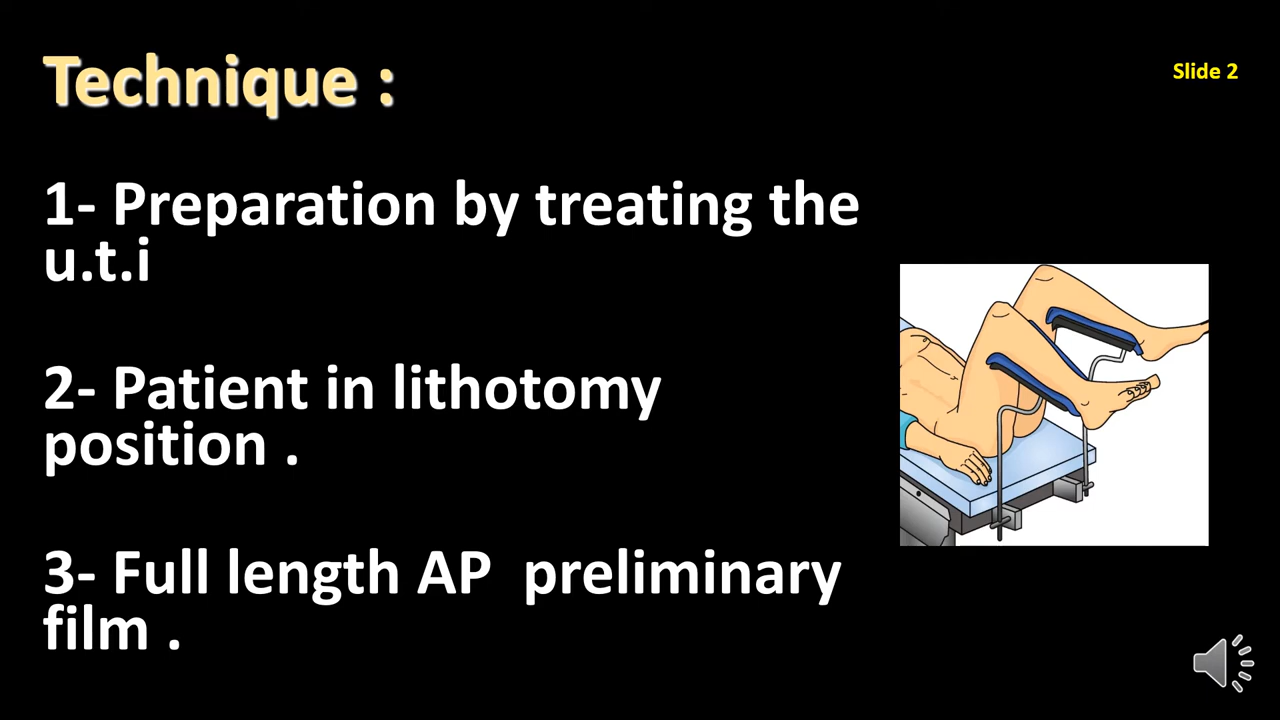 Technique :
Slide 2
1- Preparation by treating the
u.t.i
2- Patient in lithotomy
position .
3- Full length AP  preliminary
film .